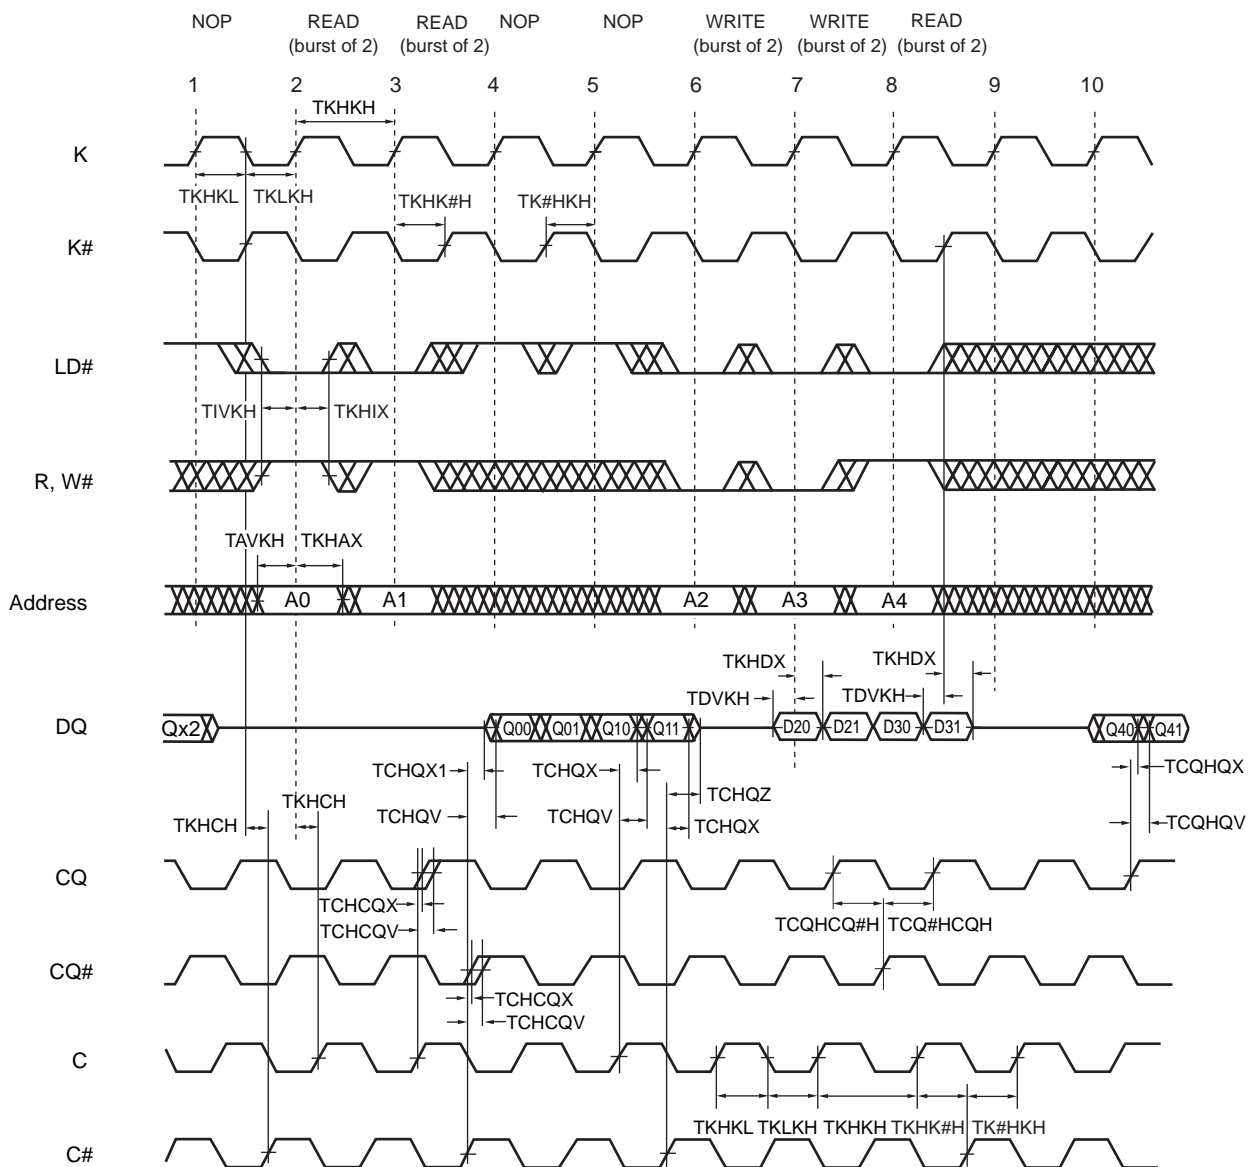 NOP READ READ NOP NOP WRITE WRITE READ
(burst of 2) (burst of 2) (burst of 2) (burst of 2) (burst of 2)
1 2 3 4 5 6 7 8 9 10
TKHKH
K
TKHKL TKLKH TKHK#H TK#HKH
K#
LD#
TIVKH TKHIX
R, W#
TAVKH TKHAX
Address A0 A1 A2 A3 A4
TKHDX TKHDX
TDVKH TDVKH
DQ Qx2 Q00 Q01 Q10 Q11 D20 D21 D30 D31 Q40 Q41
TCHQX1 TCHQX TCQHQX
TKHCH TCHQZ
TKHCH TCHQV TCHQV TCHQX TCQHQV
CQ
TCHCQX TCQHCQ#H TCQ#HCQH
TCHCQV
CQ#
TCHCQX
TCHCQV
C
TKHKL TKLKH TKHKH TKHK#H TK#HKH
C#